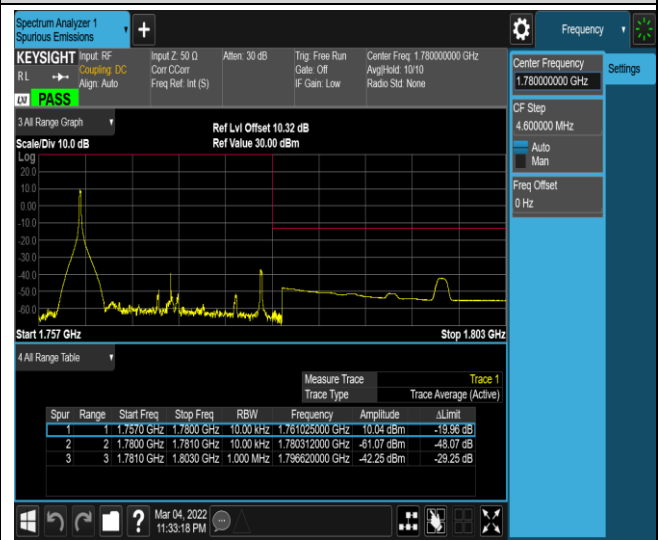 Spectrum Analyzer 1
Spurious Emissions
Frequency
KEYSIGHT
RL
Input: RF
Coupling: DC
Align: Auto
Input Z: 50 Ω
Corr CCorr
Freq Ref: Int (S)
Atten: 30 dB
Trig: Free Run
Gate: Off
IF Gain: Low
Center Freq: 1.780000000 GHz
Avg|Hold: 10/10
Radio Std: None
LXI PASS
Center Frequency
1.780000000 GHz
Settings
CF Step
4.600000 MHz
Auto
Man
Freq Offset
0 Hz
3 All Range Graph
Scale/Div 10.0 dB
Ref Lvl Offset 10.32 dB
Ref Value 30.00 dBm
Log
20.0
10.0
0.00
-10.0
-20.0
-30.0
-40.0
-50.0
-60.0
Start 1.757 GHz
Stop 1.803 GHz
4 All Range Table
Measure Trace Trace 1
Trace Type Trace Average (Active)
Spur Range Start Freq Stop Freq RBW Frequency Amplitude ΔLimit
1 1 1.7570 GHz 1.7800 GHz 10.00 kHz 1.761025000 GHz 10.04 dBm -19.96 dB
2 2 1.7800 GHz 1.7810 GHz 10.00 kHz 1.780312000 GHz -61.07 dBm -48.07 dB
3 3 1.7810 GHz 1.8030 GHz 1.000 MHz 1.796620000 GHz -42.25 dBm -29.25 dB
Mar 04, 2022
11:33:18 PM